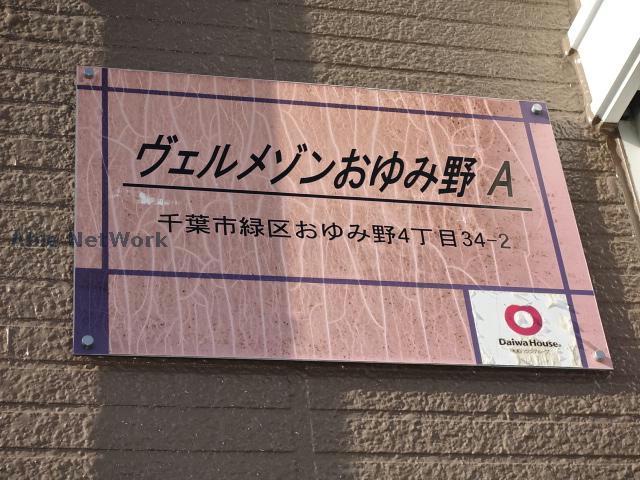 ヴェルメゾンおゆみ野 A
千葉市緑区おゆみ野4丁目34-2
Able NetWork
Daiwa House®